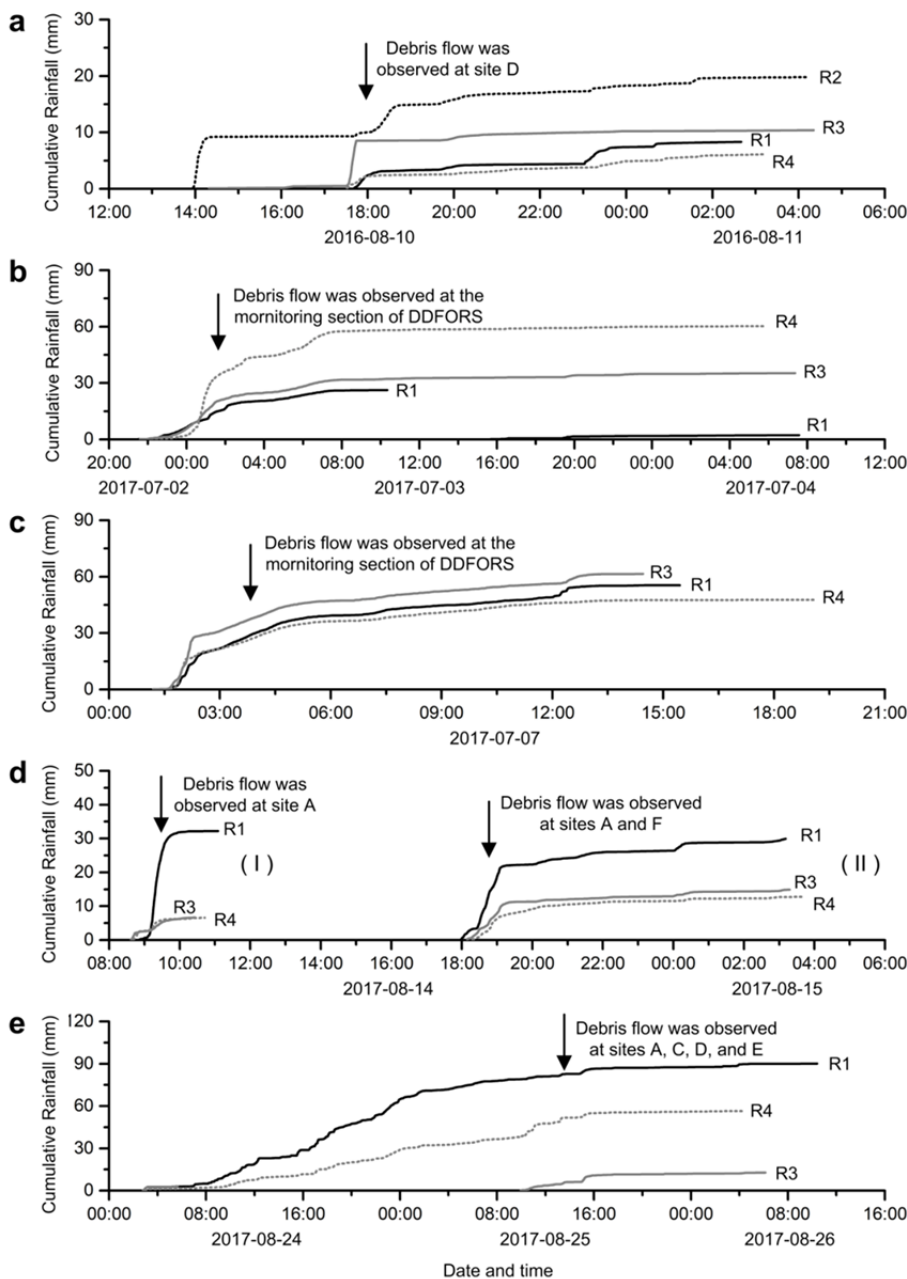 a
Cumulative Rainfall (mm)
30
20
10
0
Debris flow was
observed at site D
R2
R3
R1
R4
12:00 14:00 16:00 18:00 20:00 22:00 00:00 02:00 04:00 06:00
2016-08-10 2016-08-11
b
Cumulative Rainfall (mm)
90
60
30
0
Debris flow was observed at the
mornitoring section of DDFORS
R4
R3
R1
R1
20:00 00:00 04:00 08:00 12:00 16:00 20:00 00:00 04:00 08:00 12:00
2017-07-02 2017-07-03 2017-07-04
c
Cumulative Rainfall (mm)
90
60
30
0
Debris flow was observed at the
mornitoring section of DDFORS
R3
R1
R4
00:00 03:00 06:00 09:00 12:00 15:00 18:00 21:00
2017-07-07
d
Cumulative Rainfall (mm)
50
40
30
20
10
0
Debris flow was
observed at site A
R1
( I )
R3
R4
Debris flow was observed
at sites A and F
R1
( II )
R3
R4
08:00 10:00 12:00 14:00 16:00 18:00 20:00 22:00 00:00 02:00 04:00 06:00
2017-08-14 2017-08-15
e
Cumulative Rainfall (mm)
120
90
60
30
0
Debris flow was observed
at sites A, C, D, and E
R1
R4
R3
00:00 08:00 16:00 00:00 08:00 16:00 00:00 08:00 16:00
2017-08-24 2017-08-25 2017-08-26
Date and time